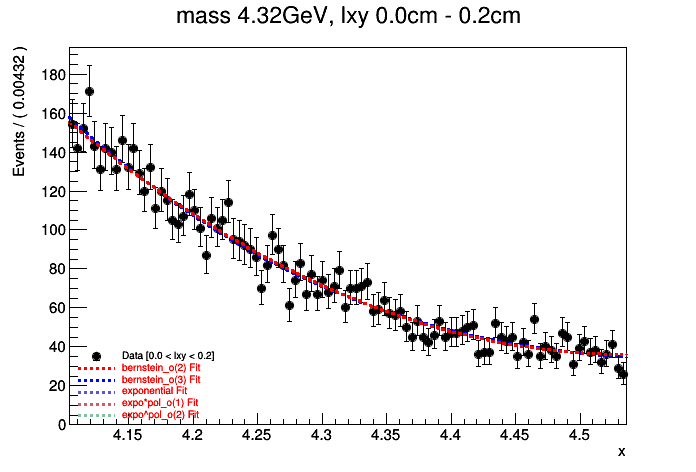 mass 4.32GeV, lxy 0.0cm - 0.2cm
Events / ( 0.00432 )
180
160
140
120
100
80
60
40
20
0
Data [0.0 < lxy < 0.2]
bernstein_o(2) Fit
bernstein_o(3) Fit
exponential Fit
expo*pol_o(1) Fit
expo^pol_o(2) Fit
4.15 4.2 4.25 4.3 4.35 4.4 4.45 4.5
x